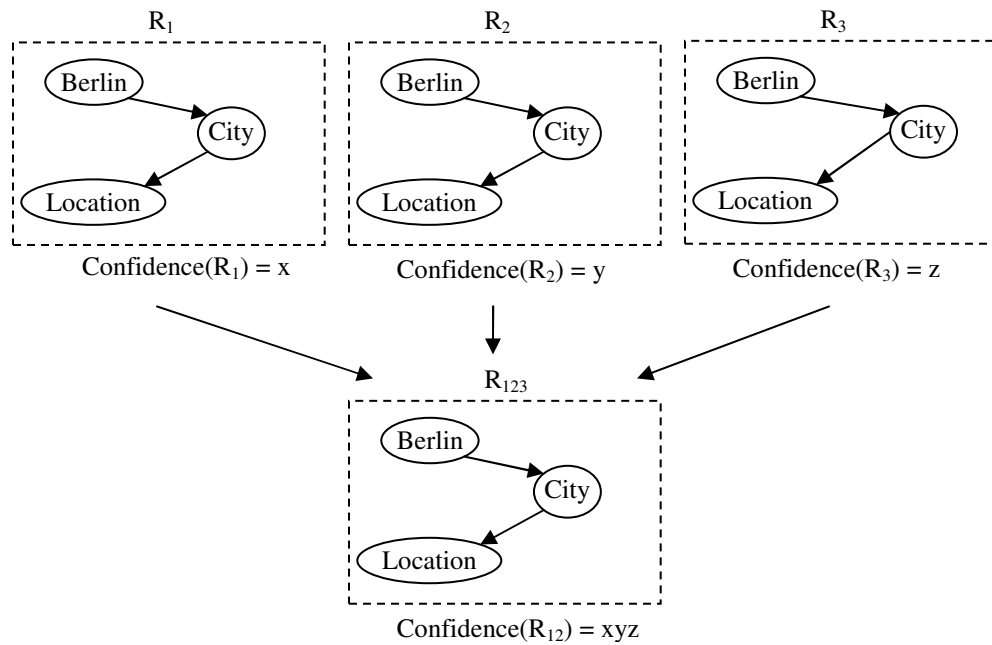 R₁ R₂ R₃
Berlin Berlin Berlin
City City City
Location Location Location
Confidence(R₁) = x Confidence(R₂) = y Confidence(R₃) = z
R₁₂₃
Berlin
City
Location
Confidence(R₁₂) = xyz